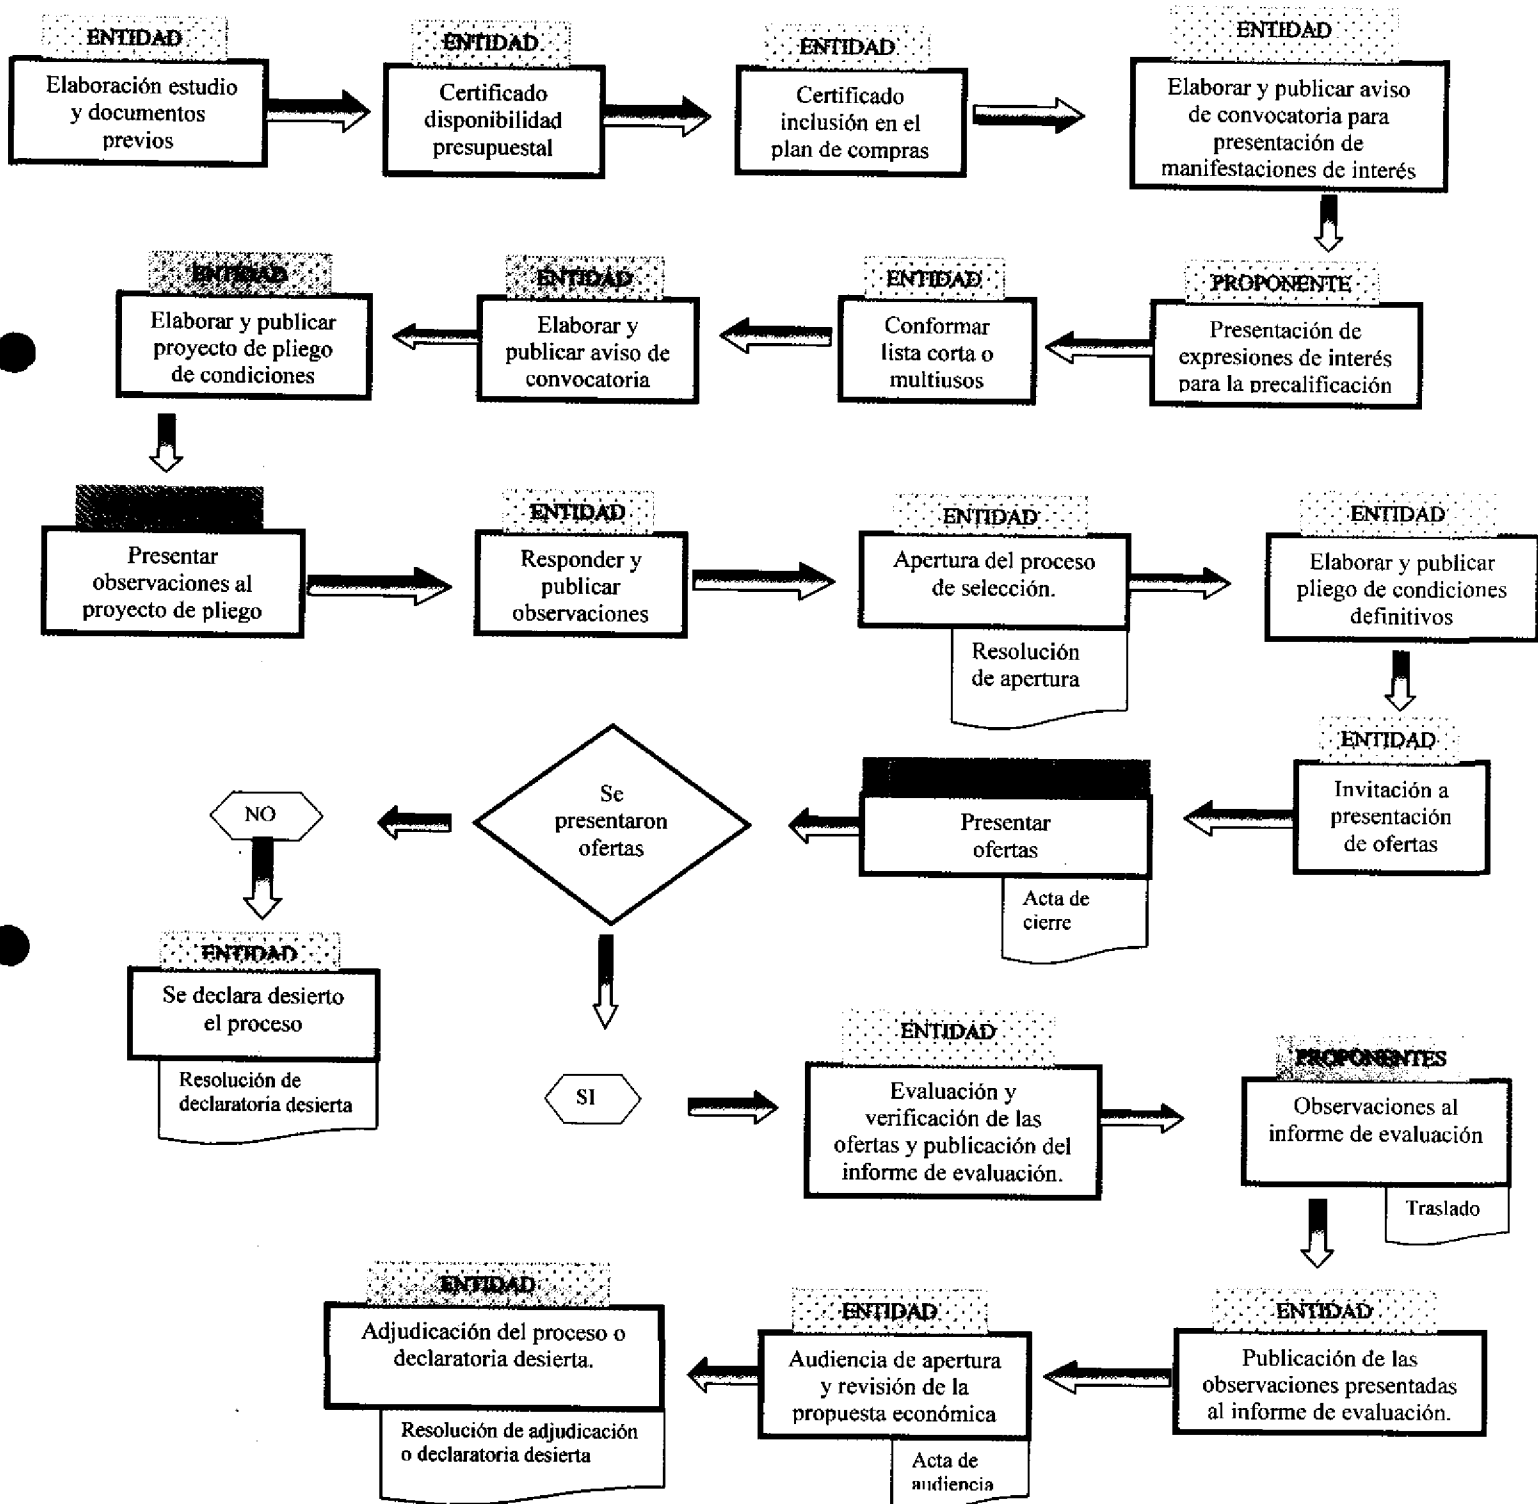 ENTIDAD
Elaboración estudio
y documentos
previos
ENTIDAD
Certificado
disponibilidad
presupuestal
ENTIDAD
Certificado
inclusión en el
plan de compras
ENTIDAD
Elaborar y publicar aviso
de convocatoria para
presentación de
manifestaciones de interés
PROPONENTE
Presentación de
expresiones de interés
para la precalificación
ENTIDAD
Conformar
lista corta o
multiusos
ENTIDAD
Elaborar y
publicar aviso de
convocatoria
ENTIDAD
Elaborar y publicar
proyecto de pliego
de condiciones
Presentar
observaciones al
proyecto de pliego
ENTIDAD
Responder y
publicar
observaciones
ENTIDAD
Apertura del proceso
de selección.
Resolución
de apertura
ENTIDAD
Elaborar y publicar
pliego de condiciones
definitivos
ENTIDAD
Invitación a
presentación
de ofertas
Presentar
ofertas
Acta de
cierre
Se
presentaron
ofertas
NO
ENTIDAD
Se declara desierto
el proceso
Resolución de
declaratoria desierta
SI
ENTIDAD
Evaluación y
verificación de las
ofertas y publicación del
informe de evaluación.
PROPONENTES
Observaciones al
informe de evaluación
Traslado
ENTIDAD
Publicación de las
observaciones presentadas
al informe de evaluación.
ENTIDAD
Audiencia de apertura
y revisión de la
propuesta económica
Acta de
audiencia
ENTIDAD
Adjudicación del proceso o
declaratoria desierta.
Resolución de adjudicación
o declaratoria desierta